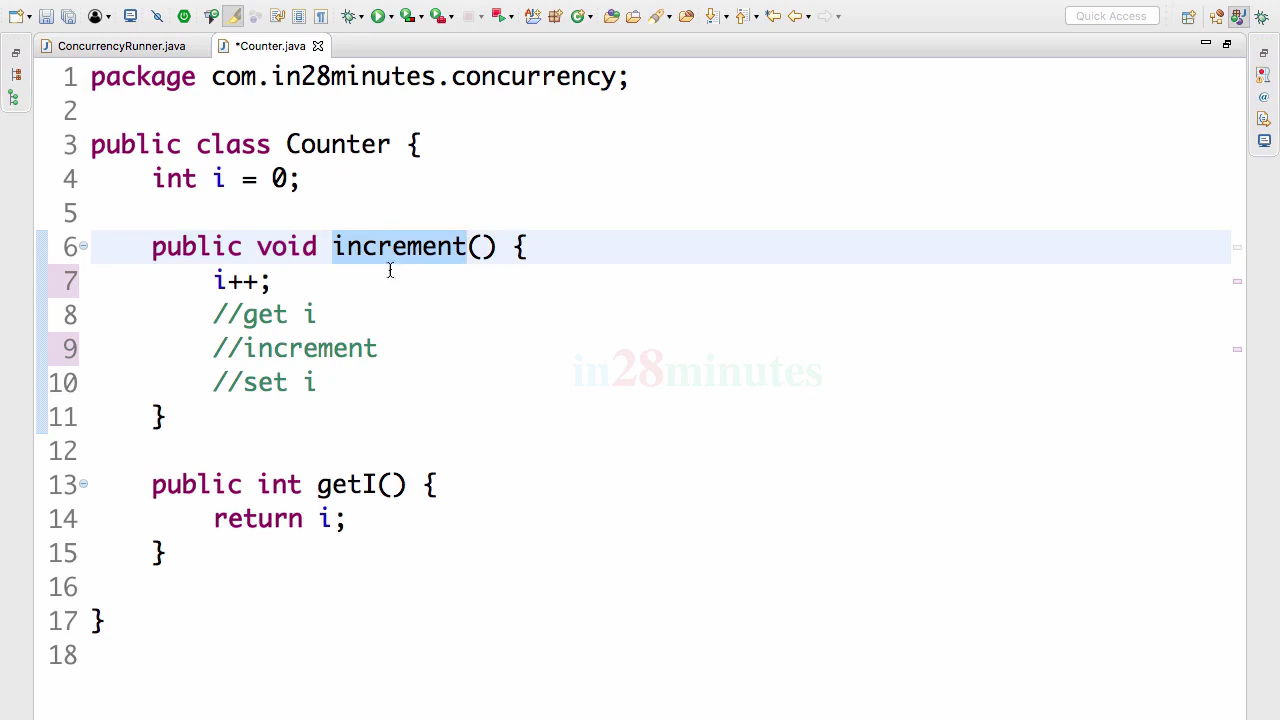 Quick Access
ConcurrencyRunner.java
*Counter.java
1 package com.in28minutes.concurrency;
2
3 public class Counter {
4 int i = 0;
5
6 public void increment() {
7 i++;
8 //get i
9 //increment
10 //set i
11 }
12
13 public int getI() {
14 return i;
15 }
16
17 }
18
in28minutes